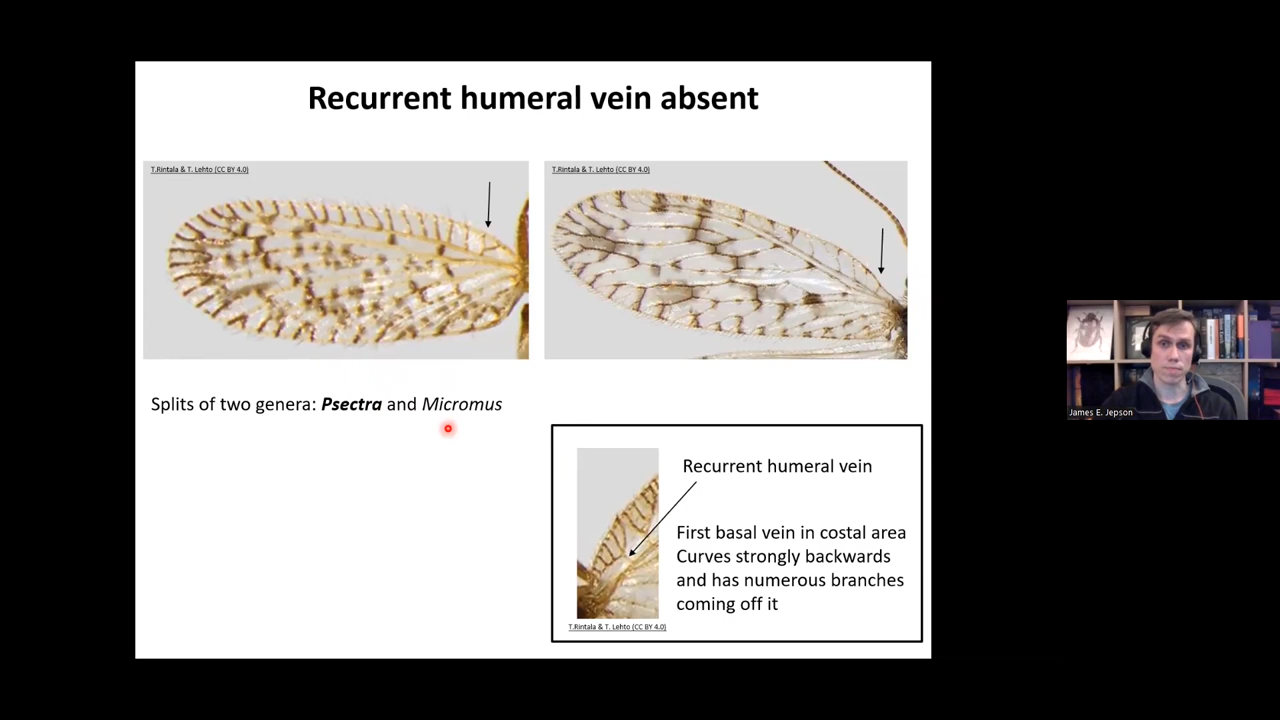 Recurrent humeral vein absent
T.Rintala & T. Lehto (CC BY 4.0)
T.Rintala & T. Lehto (CC BY 4.0)
Splits of two genera: Psectra and Micromus
Recurrent humeral vein
First basal vein in costal area
Curves strongly backwards
and has numerous branches
coming off it
T.Rintala & T. Lehto (CC BY 4.0)
James E. Jepson